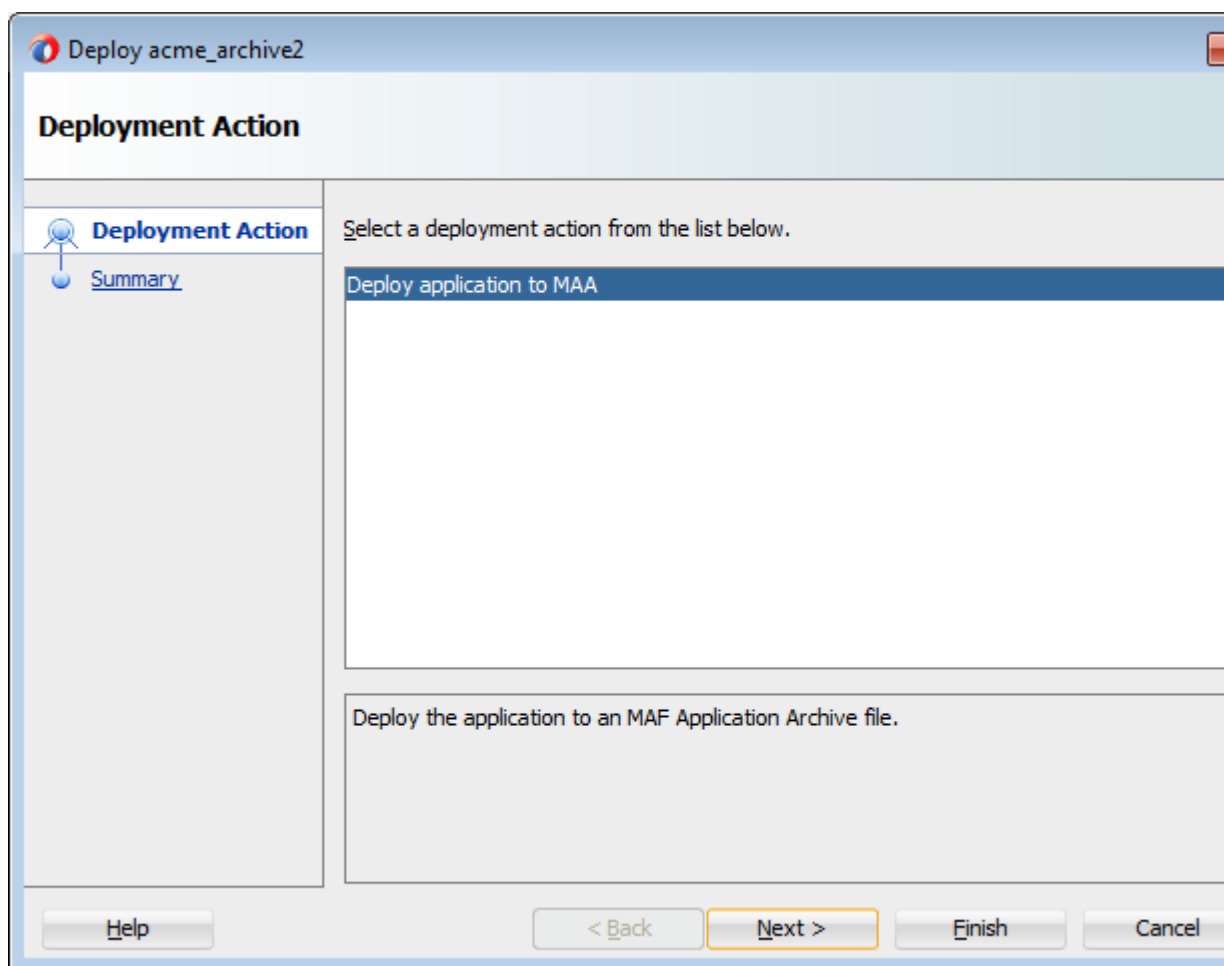 Deploy acme_archive2
Deployment Action
Deployment Action
Summary
Select a deployment action from the list below.
Deploy application to MAA
Deploy the application to an MAF Application Archive file.
Help
< Back
Next >
Finish
Cancel